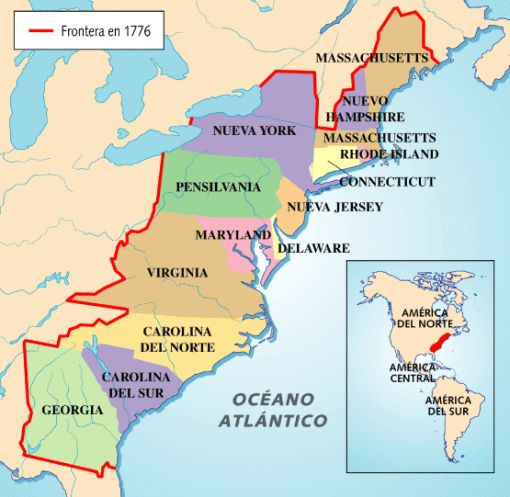 Frontera en 1776
MASSACHUSETTS
NUEVO
HAMPSHIRE
NUEVA YORK
MASSACHUSETTS
RHODE ISLAND
CONNECTICUT
PENSILVANIA
NUEVA JERSEY
MARYLAND
DELAWARE
VIRGINIA
CAROLINA
DEL NORTE
CAROLINA
DEL SUR
GEORGIA
OCÉANO
ATLÁNTICO
AMÉRICA
DEL NORTE
AMÉRICA
CENTRAL
AMÉRICA
DEL SUR